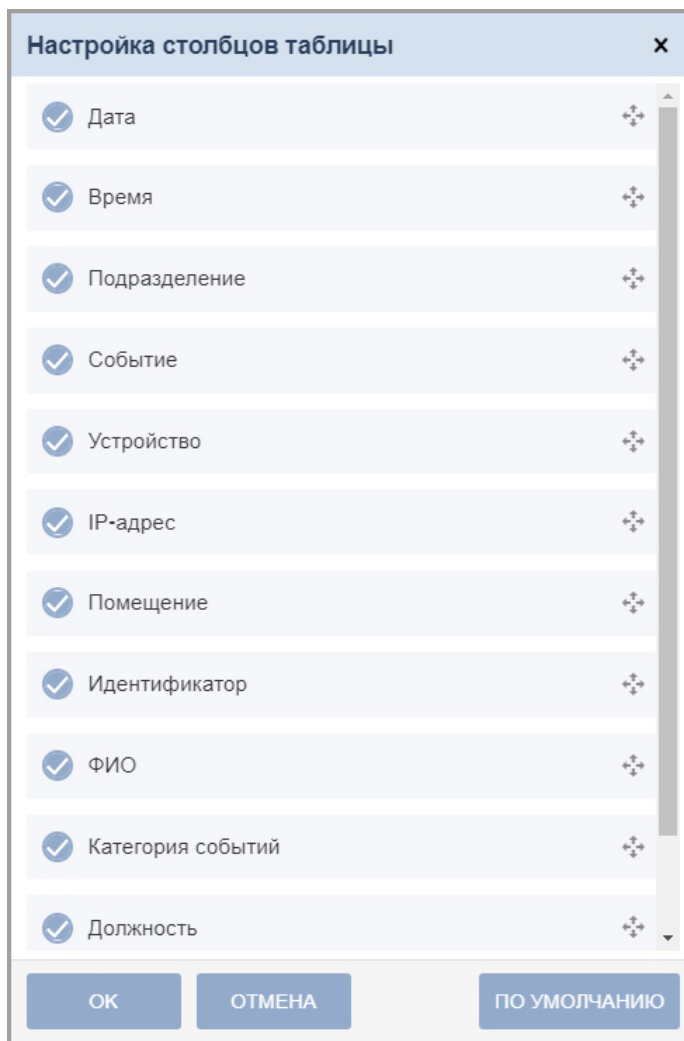 Настройка столбцов таблицы
Дата
Время
Подразделение
Событие
Устройство
IP-адрес
Помещение
Идентификатор
ФИО
Категория событий
Должность
ОК
ОТМЕНА
ПО УМОЛЧАНИЮ